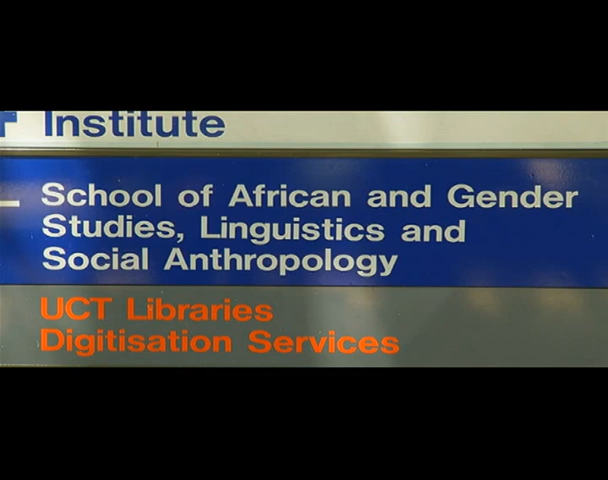 Institute
School of African and Gender
Studies, Linguistics and
Social Anthropology
UCT Libraries
Digitisation Services